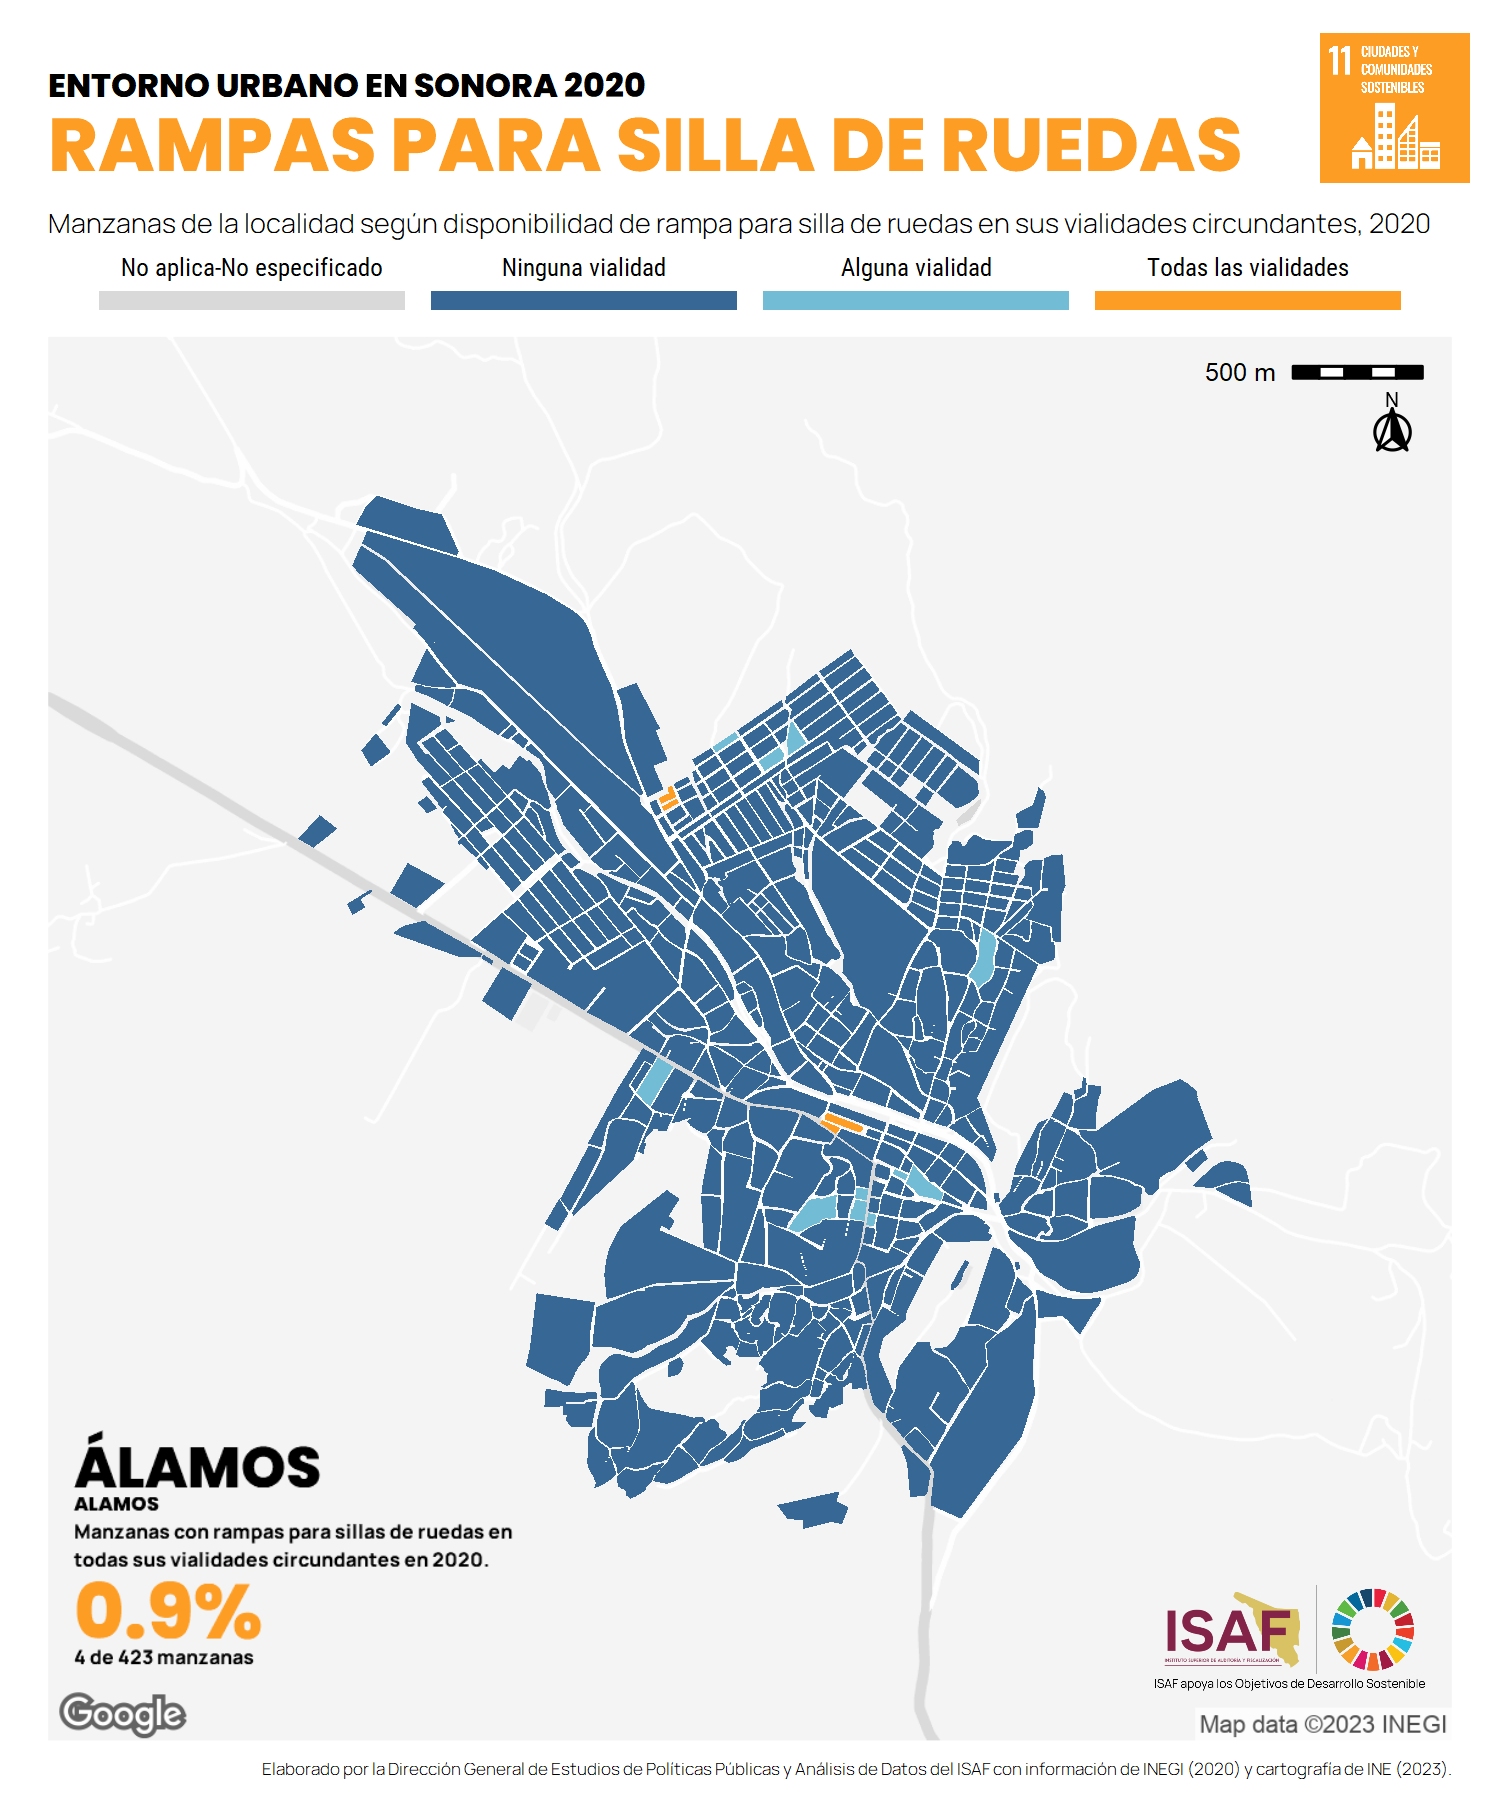 ENTORNO URBANO EN SONORA 2020
RAMPAS PARA SILLA DE RUEDAS
11 CIUDADES Y
COMUNIDADES
SOSTENIBLES
Manzanas de la localidad según disponibilidad de rampa para silla de ruedas en sus vialidades circundantes, 2020
No aplica-No especificado
Ninguna vialidad
Alguna vialidad
Todas las vialidades
500 m
N
ÁLAMOS
ALAMOS
Manzanas con rampas para sillas de ruedas en
todas sus vialidades circundantes en 2020.
0.9%
4 de 423 manzanas
Google
ISAF
INSTITUTO SUPERIOR DE AUDITORÍA Y FISCALIZACIÓN
ISAF apoya los Objetivos de Desarrollo Sostenible
Map data ©2023 INEGI
Elaborado por la Dirección General de Estudios de Políticas Públicas y Análisis de Datos del ISAF con información de INEGI (2020) y cartografía de INE (2023).